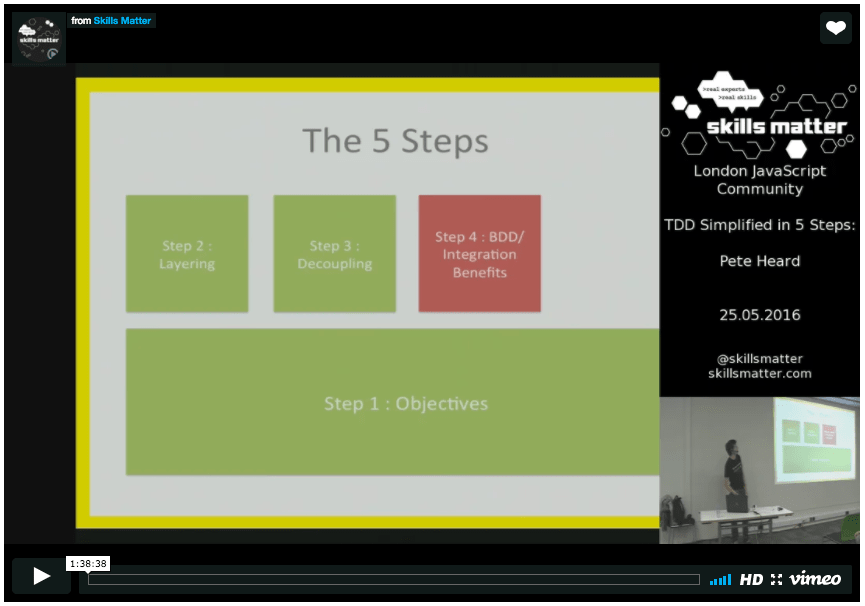 from Skills Matter
skills matter
The 5 Steps
Step 2 :
Layering
Step 3 :
Decoupling
Step 4 : BDD/
Integration
Benefits
Step 1 : Objectives
>real experts
>real skills
skills matter
London JavaScript
Community
TDD Simplified in 5 Steps:
Pete Heard
25.05.2016
@skillsmatter
skillsmatter.com
1:38:38
HD
vimeo